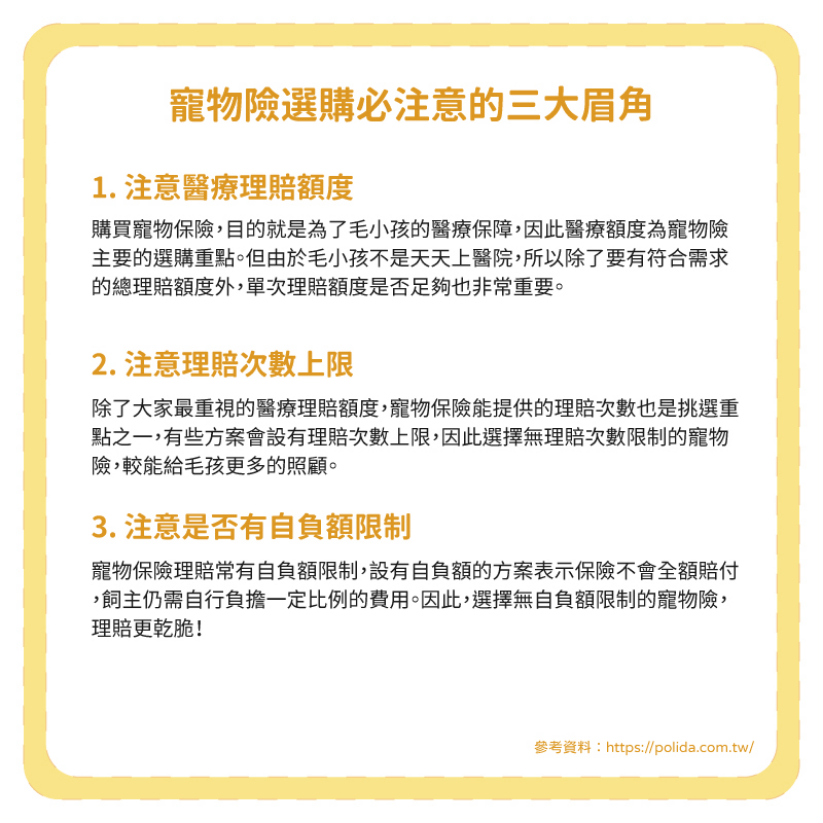 寵物險選購必注意的三大眉角
1. 注意醫療理賠額度
購買寵物保險，目的就是為了毛小孩的醫療保障，因此醫療額度為寵物險
主要的選購重點。但由於毛小孩不是天天上醫院，所以除了要有符合需求
的總理賠額度外，單次理賠額度是否足夠也非常重要。
2. 注意理賠次數上限
除了大家最重視的醫療理賠額度，寵物保險能提供的理賠次數也是挑選重
點之一，有些方案會設有理賠次數上限，因此選擇無理賠次數限制的寵物
險，較能給毛孩更多的照顧。
3. 注意是否有自負額限制
寵物保險理賠常有自負額限制，設有自負額的方案表示保險不會全額賠付
，飼主仍需自行負擔一定比例的費用。因此，選擇無自負額限制的寵物險，
理賠更乾脆！
參考資料：https://polida.com.tw/